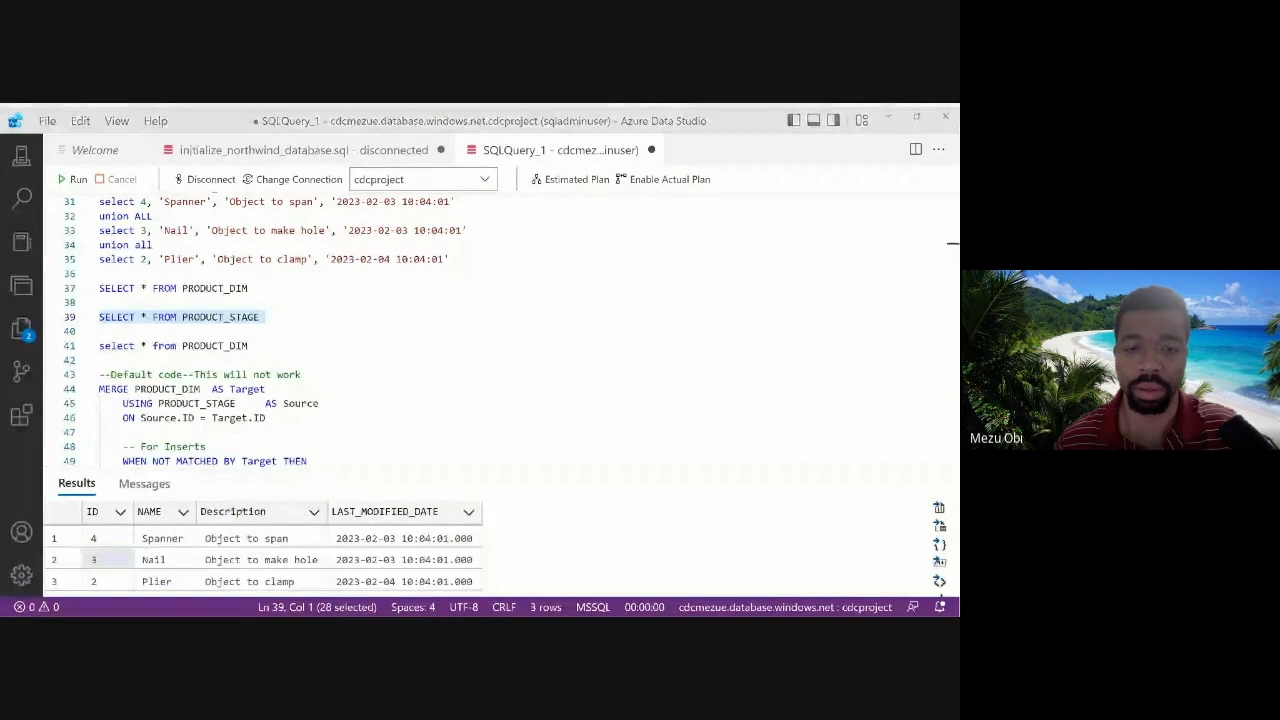 File Edit View Help
● SQLQuery_1 - cdcmezue.database.windows.net.cdcproject (sqladminuser) - Azure Data Studio
Welcome
initialize_northwind_database.sql - disconnected ●
SQLQuery_1 - cdcmez...inuser) ●
Run Cancel Disconnect Change Connection cdcproject Estimated Plan Enable Actual Plan
31 select 4, 'Spanner', 'Object to span', '2023-02-03 10:04:01'
32 union ALL
33 select 3, 'Nail', 'Object to make hole', '2023-02-03 10:04:01'
34 union all
35 select 2, 'Plier', 'Object to clamp', '2023-02-04 10:04:01'
36
37 SELECT * FROM PRODUCT_DIM
38
39 SELECT * FROM PRODUCT_STAGE
40
41 select * from PRODUCT_DIM
42
43 --Default code--This will not work
44 MERGE PRODUCT_DIM AS Target
45 USING PRODUCT_STAGE AS Source
46 ON Source.ID = Target.ID
47
48 -- For Inserts
49 WHEN NOT MATCHED BY Target THEN
Results Messages
ID NAME Description LAST_MODIFIED_DATE
1 4 Spanner Object to span 2023-02-03 10:04:01.000
2 3 Nail Object to make hole 2023-02-03 10:04:01.000
3 2 Plier Object to clamp 2023-02-04 10:04:01.000
2
0 0 Ln 39, Col 1 (28 selected) Spaces: 4 UTF-8 CRLF 3 rows MSSQL 00:00:00 cdcmezue.database.windows.net : cdcproject
Mezu Obi